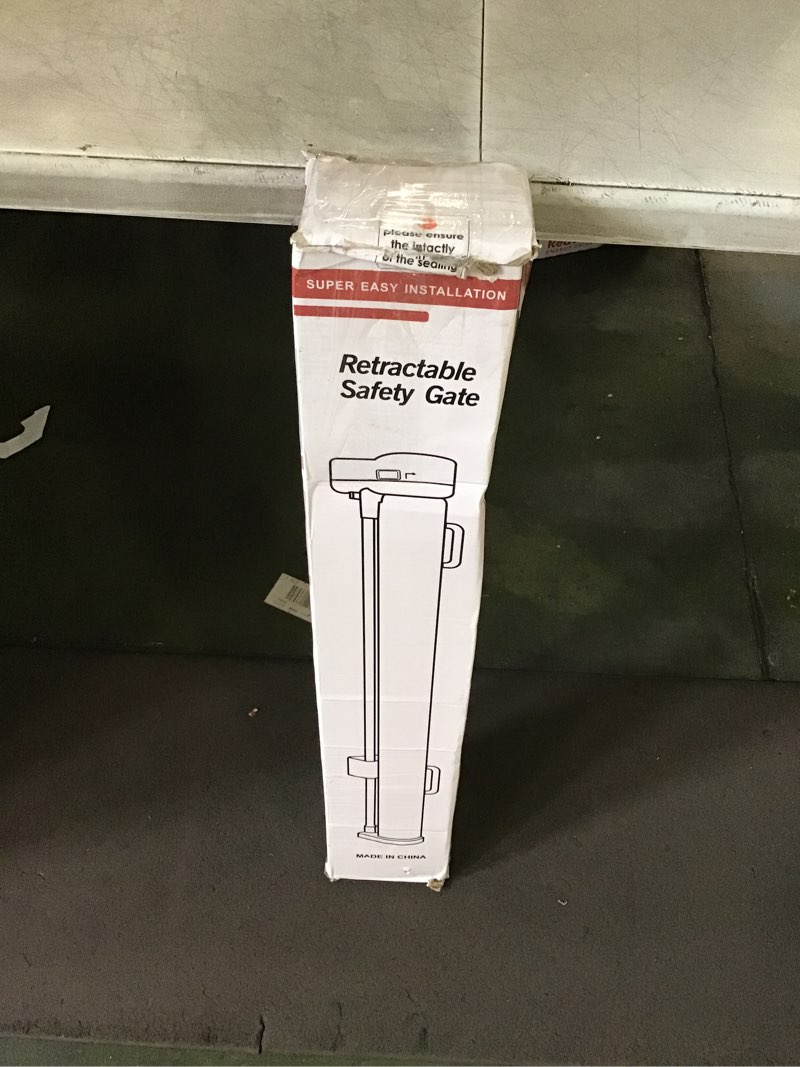 please ensure
the intactly
of the sealing
SUPER EASY INSTALLATION
Retractable
Safety Gate
MADE IN CHINA